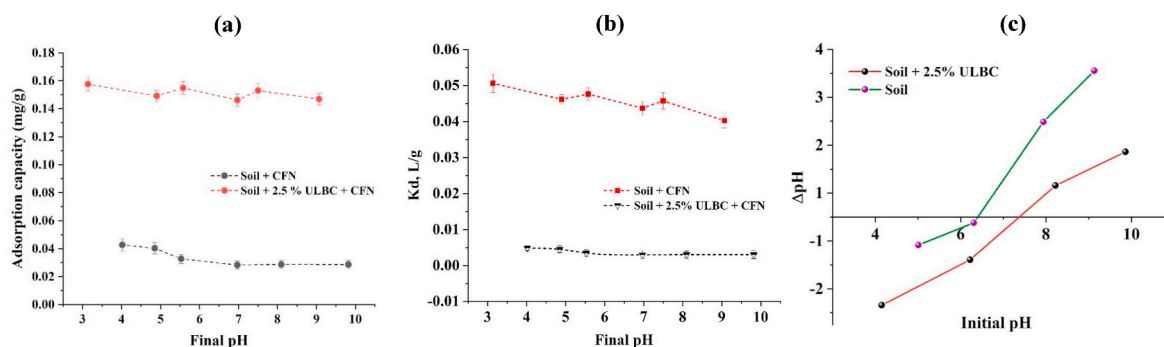 (a)
Adsorption capacity (mg/g)
0.18
0.16
0.14
0.12
0.10
0.08
0.06
0.04
0.02
0.00
Soil + CFN
Soil + 2.5 % ULBC + CFN
3 4 5 6 7 8 9 10
Final pH
(b)
Kd, L/g
0.06
0.05
0.04
0.03
0.02
0.01
0.00
-0.01
Soil + CFN
Soil + 2.5% ULBC + CFN
3 4 5 6 7 8 9 10
Final pH
(c)
ΔpH
4
3
2
1
-1
-2
Soil + 2.5% ULBC
Soil
4 6 8 10
Initial pH